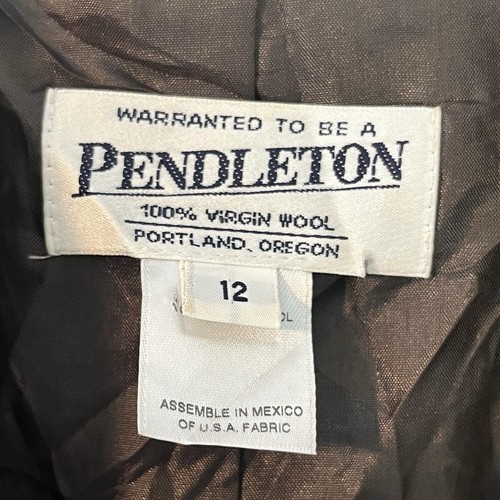 WARRANTED TO BE A
PENDLETON
100% VIRGIN WOOL
PORTLAND, OREGON
12
ASSEMBLE IN MEXICO
OF U.S.A. FABRIC